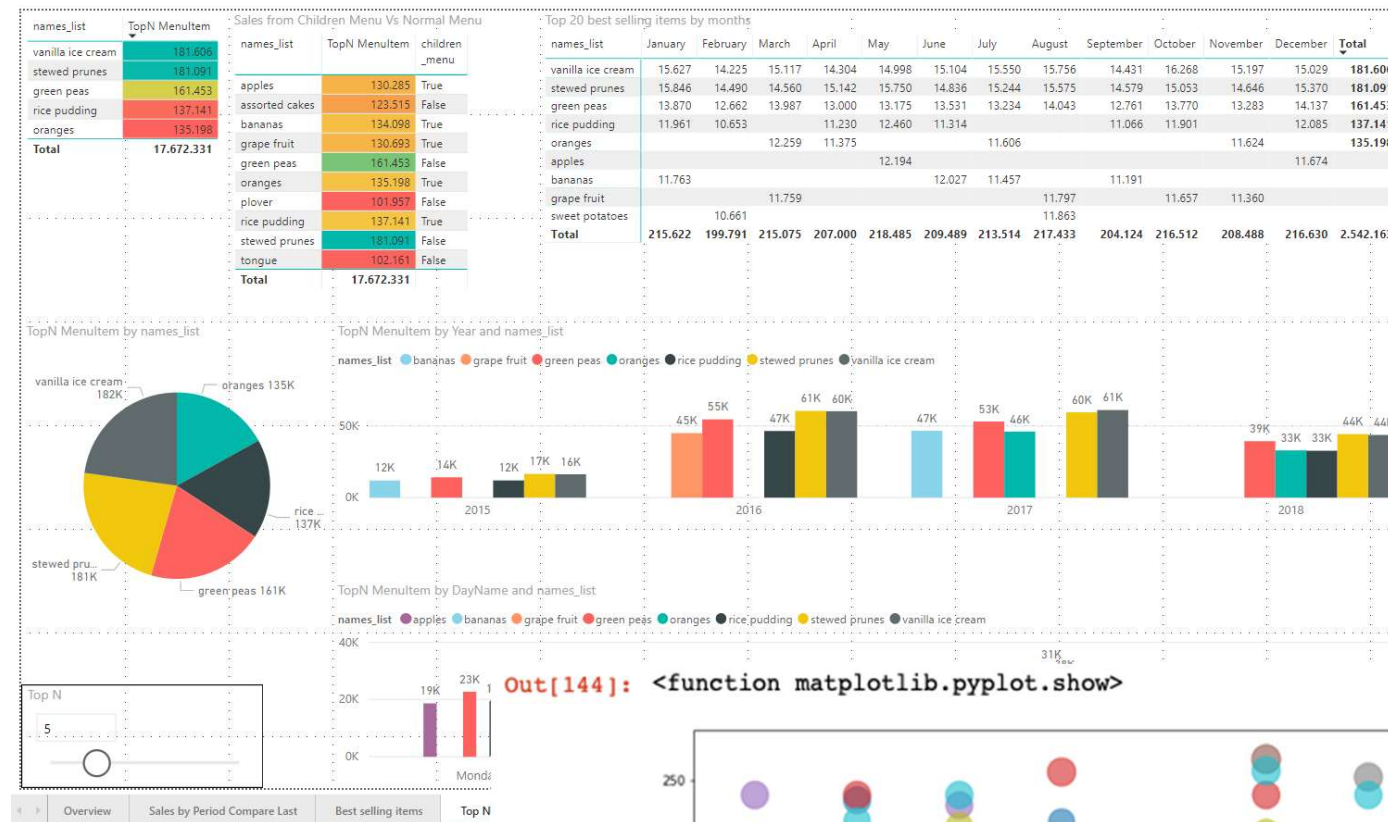 names_list TopN MenuItem
vanilla ice cream 181.606
stewed prunes 181.091
green peas 161.453
rice pudding 137.141
oranges 135.198
Total 17.672.331
Sales from Children Menu Vs Normal Menu
names_list TopN MenuItem children
_menu
apples 130.285 True
assorted cakes 123.515 False
bananas 134.098 True
grape fruit 130.693 True
green peas 161.453 False
oranges 135.198 True
plover 101.957 False
rice pudding 137.141 True
stewed prunes 181.091 False
tongue 102.161 False
Total 17.672.331
Top 20 best selling items by months
names_list January February March April May June July August September October November December Total
vanilla ice cream 15.627 14.225 15.117 14.304 14.998 15.104 15.550 15.756 14.431 16.268 15.197 15.029 181.606
stewed prunes 15.846 14.490 14.560 15.142 15.750 14.836 15.244 15.575 14.579 15.053 14.646 15.370 181.091
green peas 13.870 12.662 13.987 13.000 13.175 13.531 13.234 14.043 12.761 13.770 13.283 14.137 161.453
rice pudding 11.961 10.653 11.230 12.460 11.314 11.066 11.901 12.085 137.141
oranges 12.259 11.375 11.606 11.624 135.198
apples 12.194 11.674
bananas 11.763 12.027 11.457 11.191
grape fruit 11.759 11.797 11.657 11.360
sweet potatoes 10.661 11.863
Total 215.622 199.791 215.075 207.000 218.485 209.489 213.514 217.433 204.124 216.512 208.488 216.630 2.542.163
TopN MenuItem by names_list
vanilla ice cream
182K
oranges 135K
rice ...
137K
stewed pru...
181K
green peas 161K
TopN MenuItem by Year and names_list
names_list bananas grape fruit green peas oranges rice pudding stewed prunes vanilla ice cream
50K
0K
12K 14K 12K 17K 16K
45K 55K 47K 61K 60K
47K 53K 46K 60K 61K
39K 33K 33K 44K 44K
2015 2016 2017 2018
TopN MenuItem by DayName and names_list
names_list apples bananas grape fruit green peas oranges rice pudding stewed prunes vanilla ice cream
40K
20K
0K
19K 23K
31K
Monda
Top N
5
Overview Sales by Period Compare Last Best selling items Top N
Out[144]: <function matplotlib.pyplot.show>
250